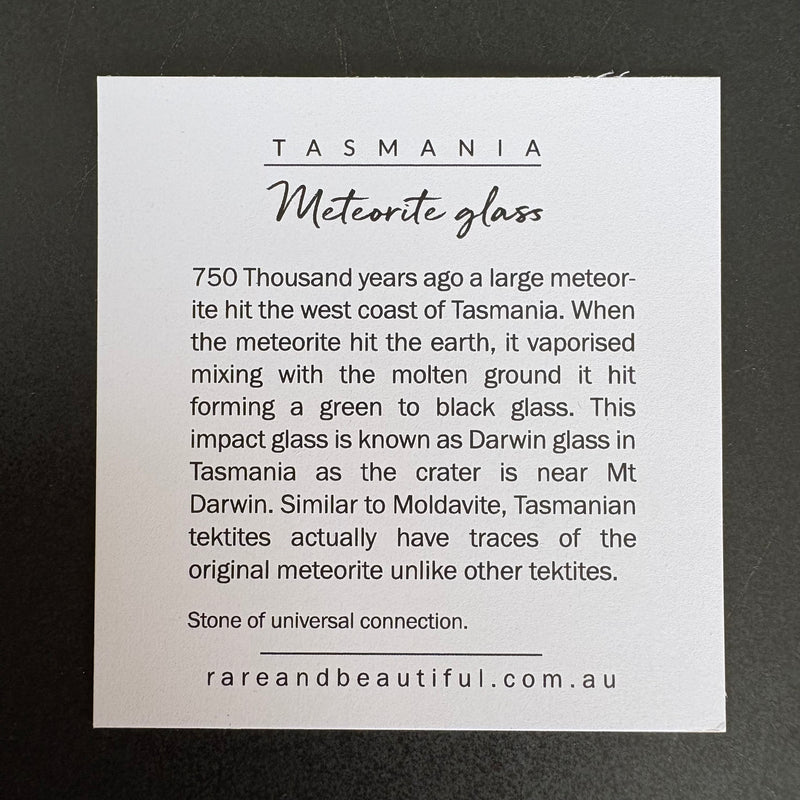 TASMANIA
Meteorite glass
750 Thousand years ago a large meteor-
ite hit the west coast of Tasmania. When
the meteorite hit the earth, it vaporised
mixing with the molten ground it hit
forming a green to black glass. This
impact glass is known as Darwin glass in
Tasmania as the crater is near Mt
Darwin. Similar to Moldavite, Tasmanian
tektites actually have traces of the
original meteorite unlike other tektites.
Stone of universal connection.
rareandbeautiful.com.au